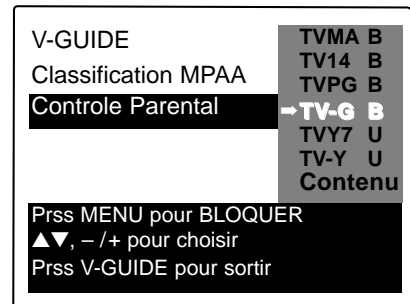 V-GUIDE
Classification MPAA
Controle Parental
TVMA B
TV14 B
TVPG B
➡TV-G B
TVY7 U
TV-Y U
Contenu
Prss MENU pour BLOQUER
▲▼, – /+ pour choisir
Prss V-GUIDE pour sortir